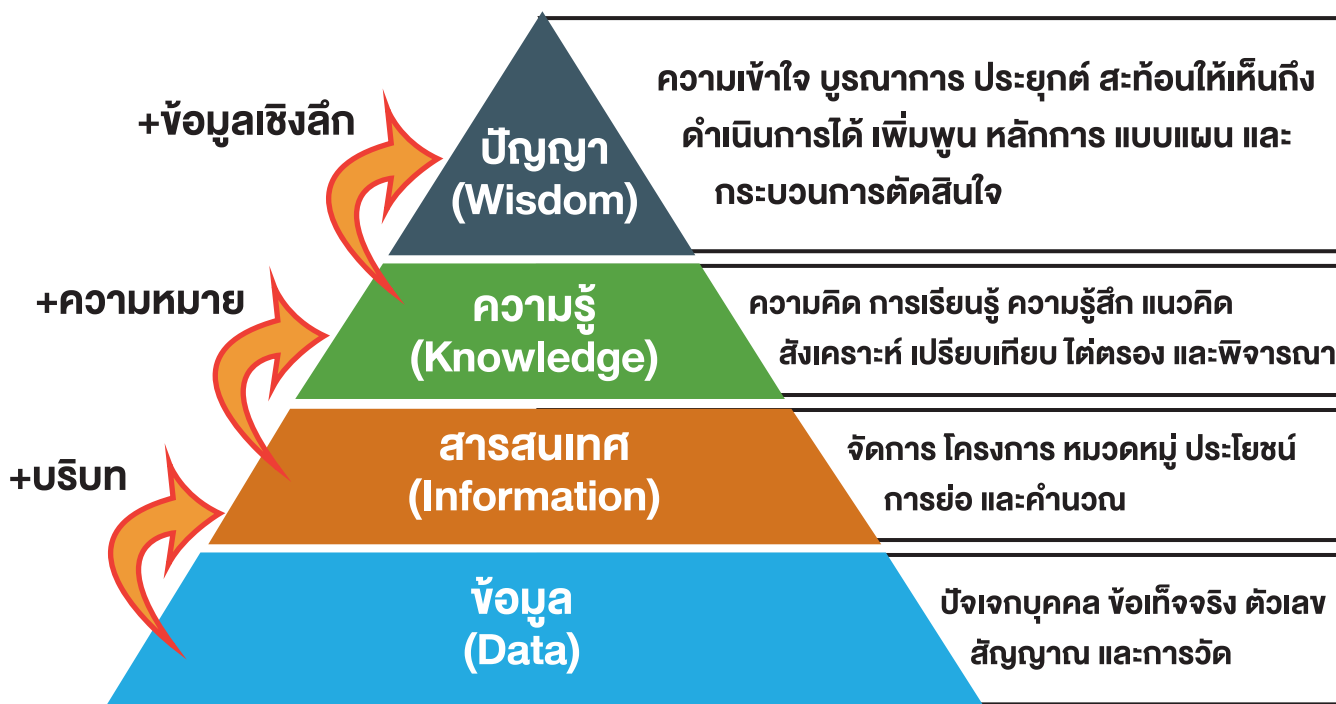 ความเข้าใจ บูรณาการ ประยุกต์ สะท้อนให้เห็นถึง
ดำเนินการได้ เพิ่มพูน หลักการ แบบแผน และ
กระบวนการตัดสินใจ
+ข้อมูลเชิงลึก
ปัญญา
(Wisdom)
+ความหมาย
ความรู้
(Knowledge)
ความคิด การเรียนรู้ ความรู้สึก แนวคิด
สังเคราะห์ เปรียบเทียบ ไต่ตรอง และพิจารณา
+บริบท
สารสนเทศ
(Information)
จัดการ โครงการ หมวดหมู่ ประโยชน์
การย่อ และคำนวณ
ข้อมูล
(Data)
ปัจเจกบุคคล ข้อเท็จจริง ตัวเลข
สัญญาณ และการวัด